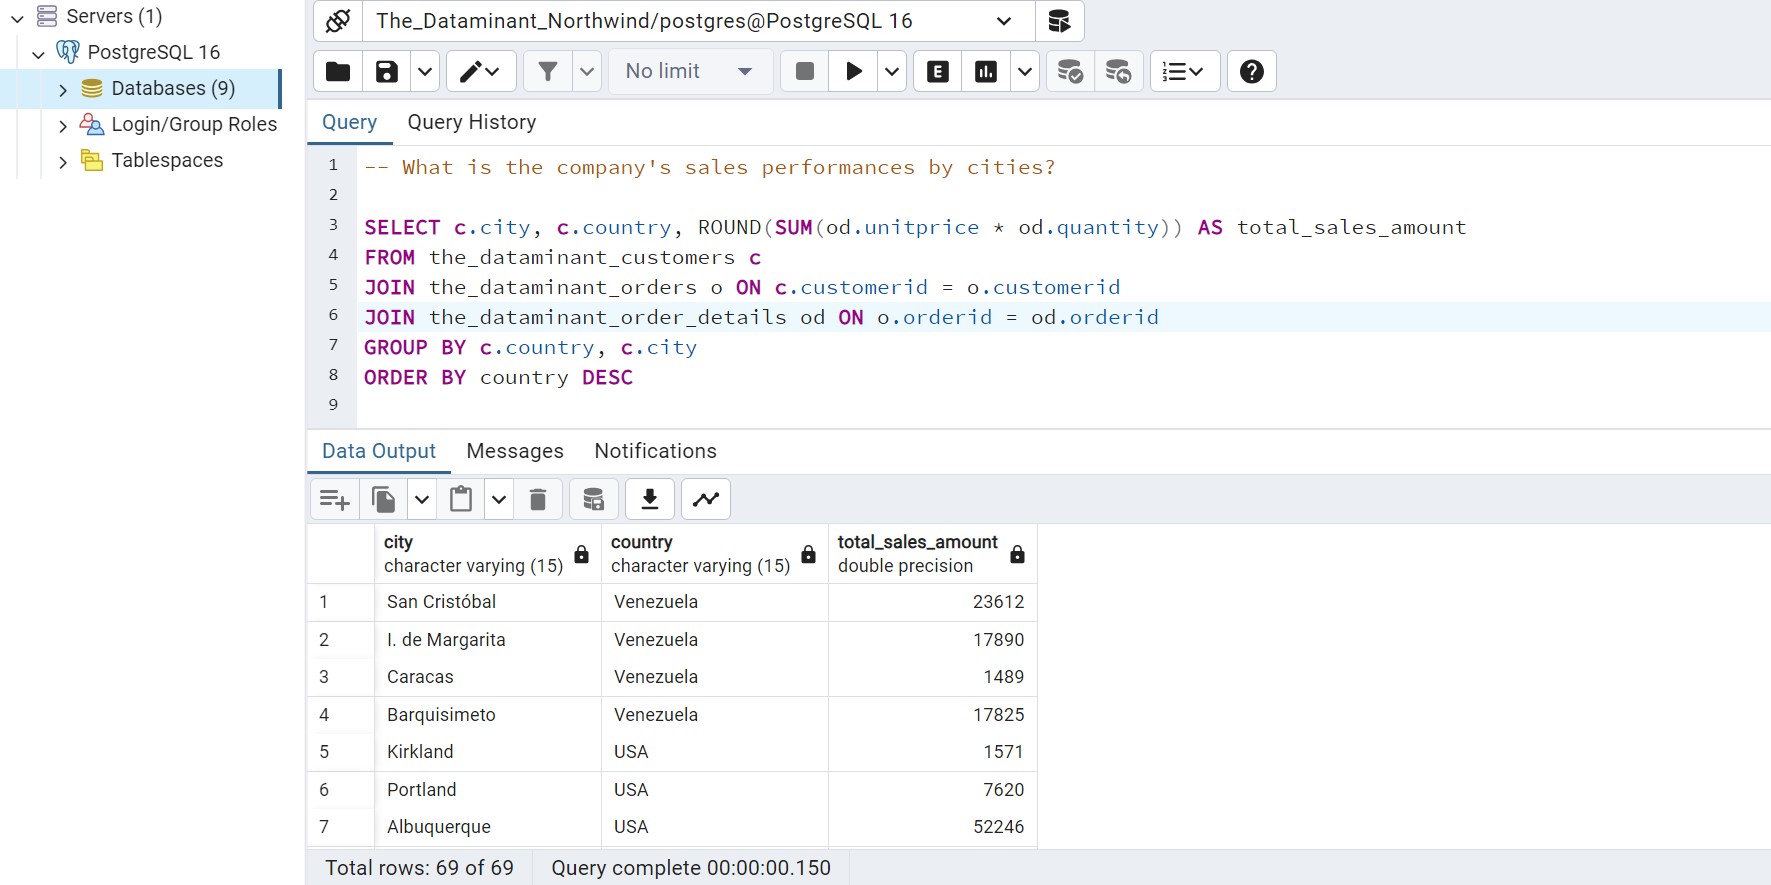 Servers (1)
PostgreSQL 16
Databases (9)
Login/Group Roles
Tablespaces
The_Dataminant_Northwind/postgres@PostgreSQL 16
No limit
E
Query Query History
1 -- What is the company's sales performances by cities?
2
3 SELECT c.city, c.country, ROUND(SUM(od.unitprice * od.quantity)) AS total_sales_amount
4 FROM the_dataminant_customers c
5 JOIN the_dataminant_orders o ON c.customerid = o.customerid
6 JOIN the_dataminant_order_details od ON o.orderid = od.orderid
7 GROUP BY c.country, c.city
8 ORDER BY country DESC
9
Data Output Messages Notifications
city country total_sales_amount
character varying (15) character varying (15) double precision
1 San Cristóbal Venezuela 23612
2 I. de Margarita Venezuela 17890
3 Caracas Venezuela 1489
4 Barquisimeto Venezuela 17825
5 Kirkland USA 1571
6 Portland USA 7620
7 Albuquerque USA 52246
Total rows: 69 of 69 Query complete 00:00:00.150